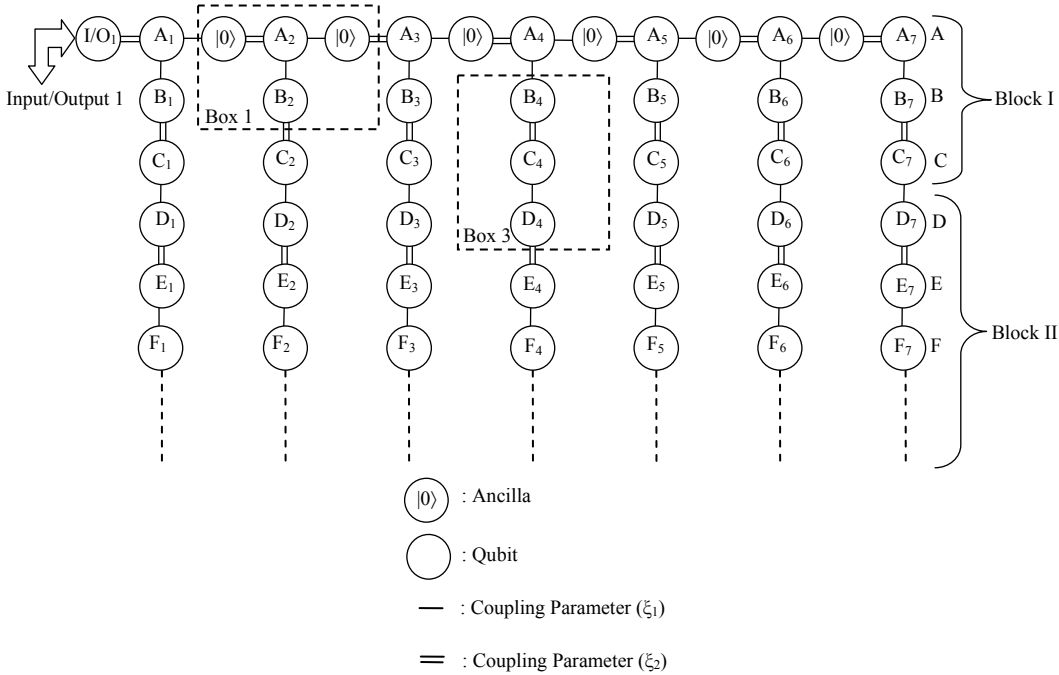 I/O₁ A₁ |0⟩ A₂ |0⟩ A₃ |0⟩ A₄ |0⟩ A₅ |0⟩ A₆ |0⟩ A₇ A
Input/Output 1
B₁ B₂ B₃ B₄ B₅ B₆ B₇ B
Block I
Box 1
C₁ C₂ C₃ C₄ C₅ C₆ C₇ C
D₁ D₂ D₃ D₄ D₅ D₆ D₇ D
Box 3
E₁ E₂ E₃ E₄ E₅ E₆ E₇ E
Block II
F₁ F₂ F₃ F₄ F₅ F₆ F₇ F
|0⟩ : Ancilla
: Qubit
: Coupling Parameter (ξ₁)
: Coupling Parameter (ξ₂)